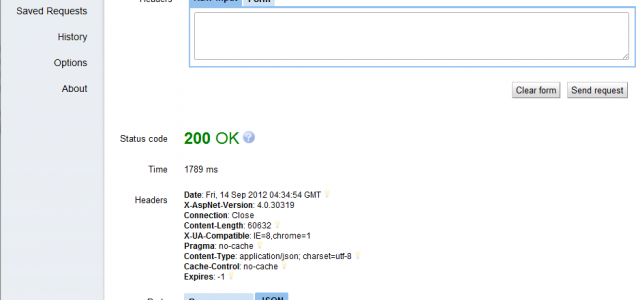 Headers Raw input Form
Saved Requests
History
Options
About
Clear form Send request
Status code 200 OK ?
Time 1789 ms
Headers
Date: Fri, 14 Sep 2012 04:34:54 GMT
X-AspNet-Version: 4.0.30319
Connection: Close
Content-Length: 60632
X-UA-Compatible: IE=8,chrome=1
Pragma: no-cache
Content-Type: application/json; charset=utf-8
Cache-Control: no-cache
Expires: -1
JSON